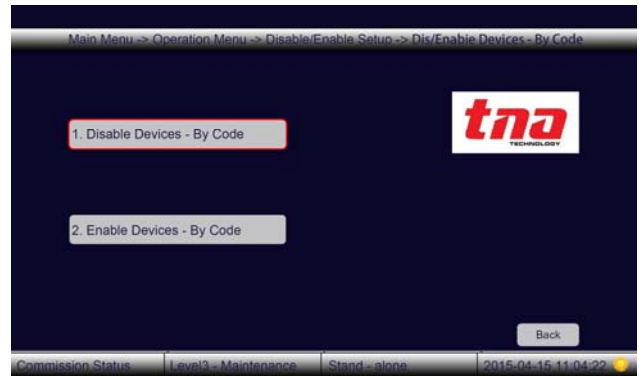 Main Menu -> Operation Menu -> Disable/Enable Setup -> Dis/Enable Devices - By Code
1. Disable Devices - By Code
tna
TECHNOLOGY
2. Enable Devices - By Code
Back
Commission Status Level3 - Maintenance Stand - alone 2015-04-15 11:04:22